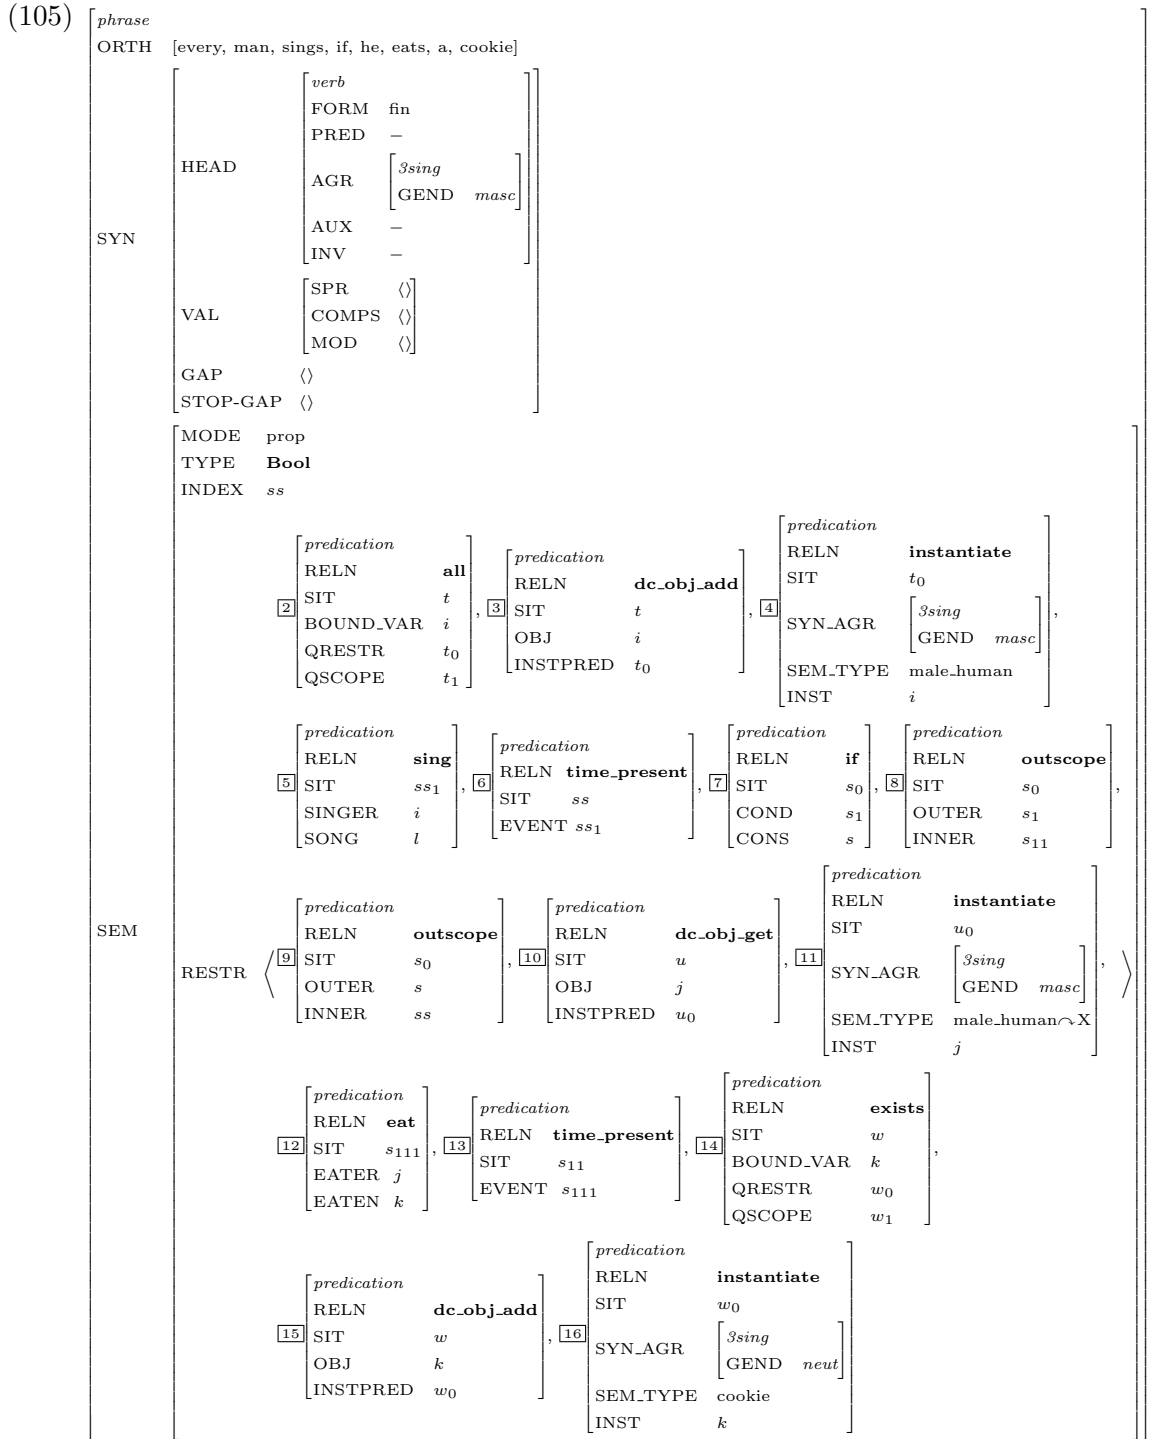 (105)
phrase
ORTH [every, man, sings, if, he, eats, a, cookie]
SYN
HEAD
verb
FORM fin
PRED −
AGR
3sing
GEND masc
AUX −
INV −
VAL
SPR ⟨⟩
COMPS ⟨⟩
MOD ⟨⟩
GAP ⟨⟩
STOP-GAP ⟨⟩
SEM
MODE prop
TYPE Bool
INDEX ss
RESTR ⟨
2
predication
RELN all
SIT t
BOUND_VAR i
QRESTR t0
QSCOPE t1
,
3
predication
RELN dc_obj_add
SIT t
OBJ i
INSTPRED t0
,
4
predication
RELN instantiate
SIT t0
SYN_AGR
3sing
GEND masc
SEM_TYPE male_human
INST i
,
5
predication
RELN sing
SIT ss1
SINGER i
SONG l
,
6
predication
RELN time_present
SIT ss
EVENT ss1
,
7
predication
RELN if
SIT s0
COND s1
CONS s
,
8
predication
RELN outscope
SIT s0
OUTER s1
INNER s11
,
9
predication
RELN outscope
SIT s0
OUTER s
INNER ss
,
10
predication
RELN dc_obj_get
SIT u
OBJ j
INSTPRED u0
,
11
predication
RELN instantiate
SIT u0
SYN_AGR
3sing
GEND masc
SEM_TYPE male_human↷X
INST j
,
12
predication
RELN eat
SIT s111
EATER j
EATEN k
,
13
predication
RELN time_present
SIT s11
EVENT s111
,
14
predication
RELN exists
SIT w
BOUND_VAR k
QRESTR w0
QSCOPE w1
,
15
predication
RELN dc_obj_add
SIT w
OBJ k
INSTPRED w0
,
16
predication
RELN instantiate
SIT w0
SYN_AGR
3sing
GEND neut
SEM_TYPE cookie
INST k
⟩